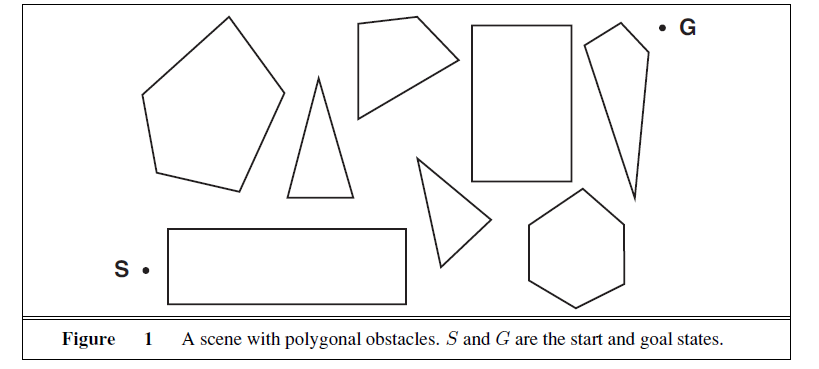 G
S
Figure 1 A scene with polygonal obstacles. S and G are the start and goal states.